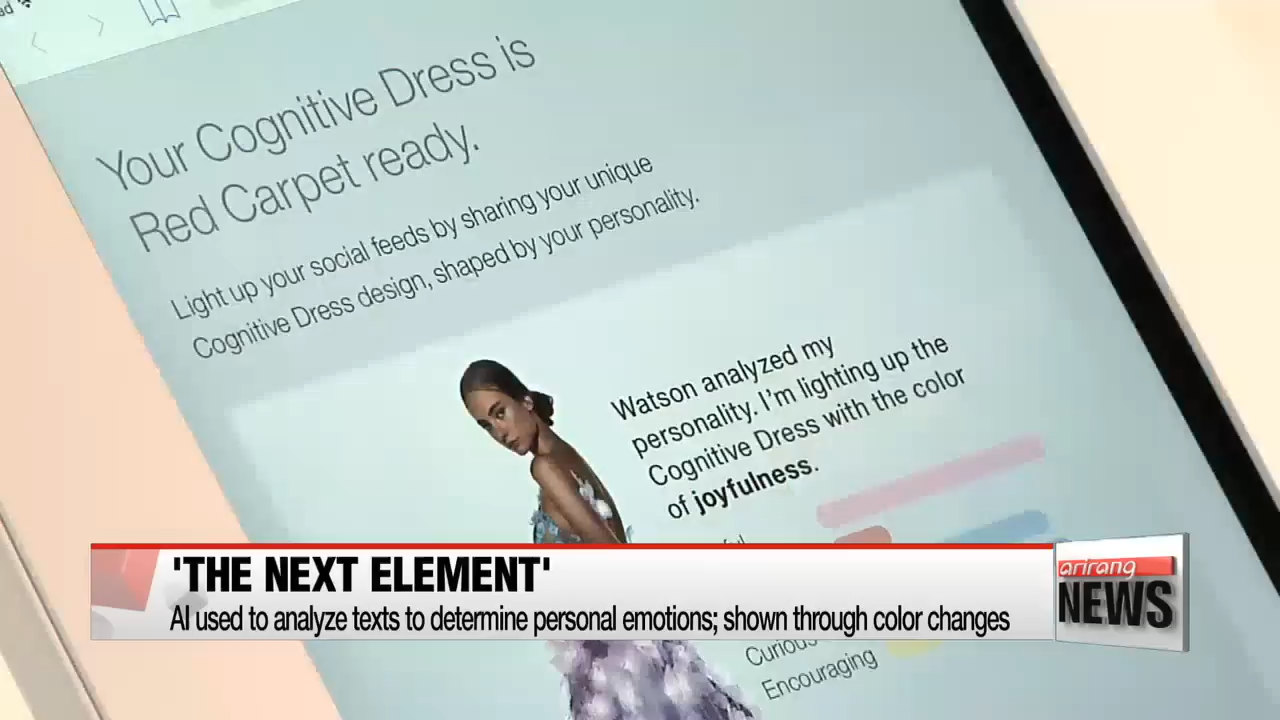 Your Cognitive Dress is
Red Carpet ready.
Light up your social feeds by sharing your unique
Cognitive Dress design, shaped by your personality.
Watson analyzed my
personality. I'm lighting up the
Cognitive Dress with the color
of joyfulness.
'THE NEXT ELEMENT'
AI used to analyze texts to determine personal emotions; shown through color changes
arirang
NEWS
Curious
Encouraging